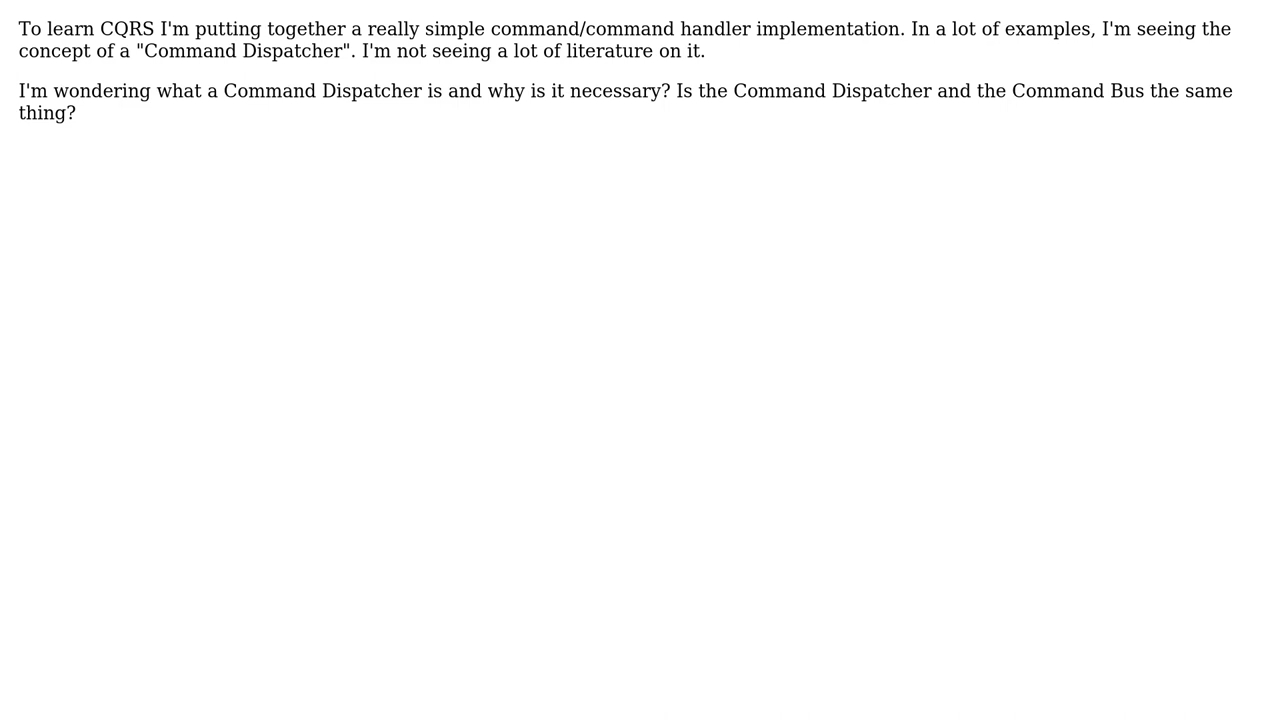 To learn CQRS I'm putting together a really simple command/command handler implementation. In a lot of examples, I'm seeing the
concept of a "Command Dispatcher". I'm not seeing a lot of literature on it.
I'm wondering what a Command Dispatcher is and why is it necessary? Is the Command Dispatcher and the Command Bus the same
thing?